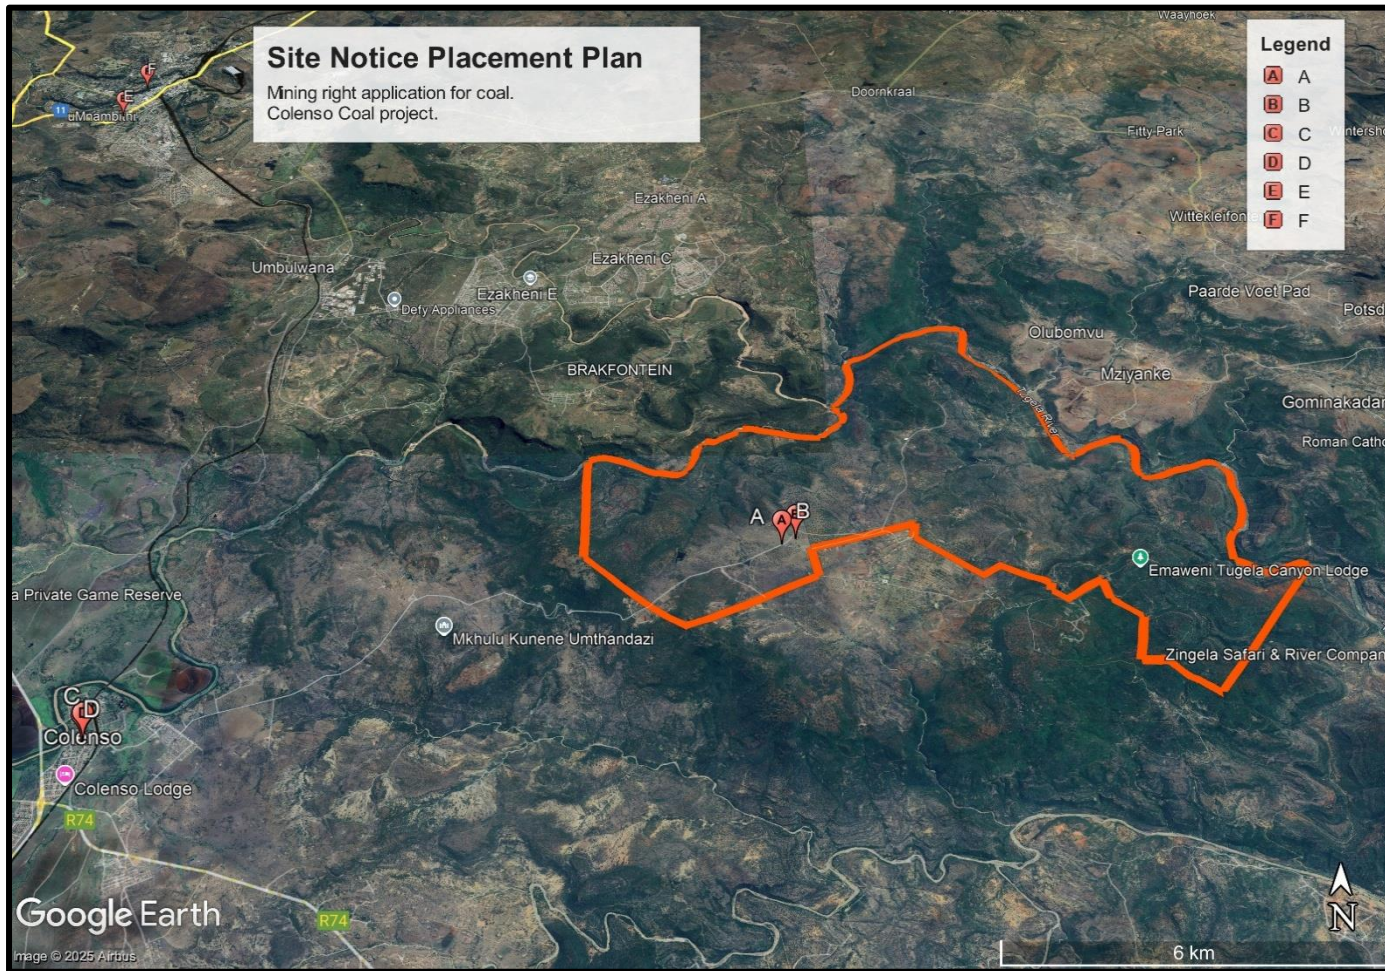 Waayhoek
Site Notice Placement Plan
Mining right application for coal.
Colenso Coal project.
Legend
A A
B B
C C
D D
E E
F F
F
E
11
uMnambithi
Doornkraal
Fitty Park
Ezakheni A
Ezakheni C
Umbulwana
Ezakheni E
Defy Appliances
Paarde Voet Pad
Olubomvu
BRAKFONTEIN
Mziyanke
Tugela River
A
A
B
Emaweni Tugela Canyon Lodge
a Private Game Reserve
Mkhulu Kunene Umthandazi
Zingela Safari & River Compan
C
D
Colenso
Colenso Lodge
R74
R74
Google Earth
N
Image © 2025 Airbus
6 km